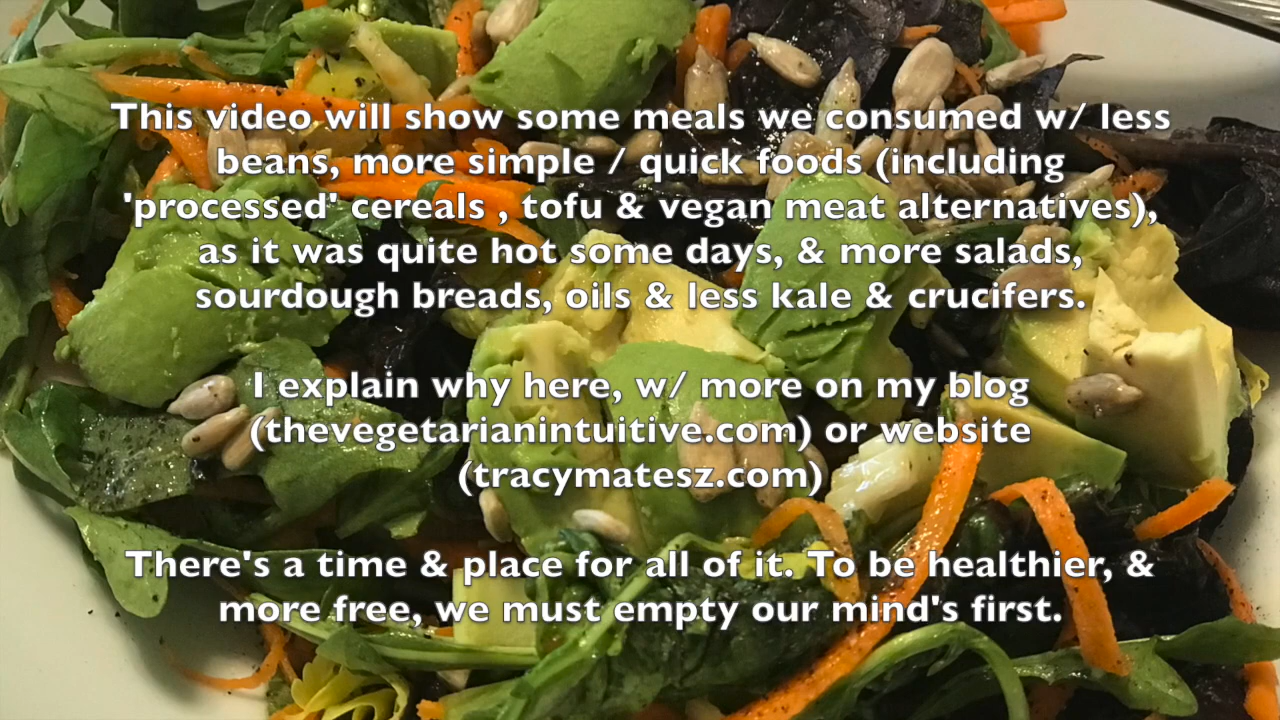 This video will show some meals we consumed w/ less
beans, more simple / quick foods (including
'processed' cereals , tofu & vegan meat alternatives),
as it was quite hot some days, & more salads,
sourdough breads, oils & less kale & crucifers.
I explain why here, w/ more on my blog
(thevegetarianintuitive.com) or website
(tracymatesz.com)
There's a time & place for all of it. To be healthier, &
more free, we must empty our mind's first.